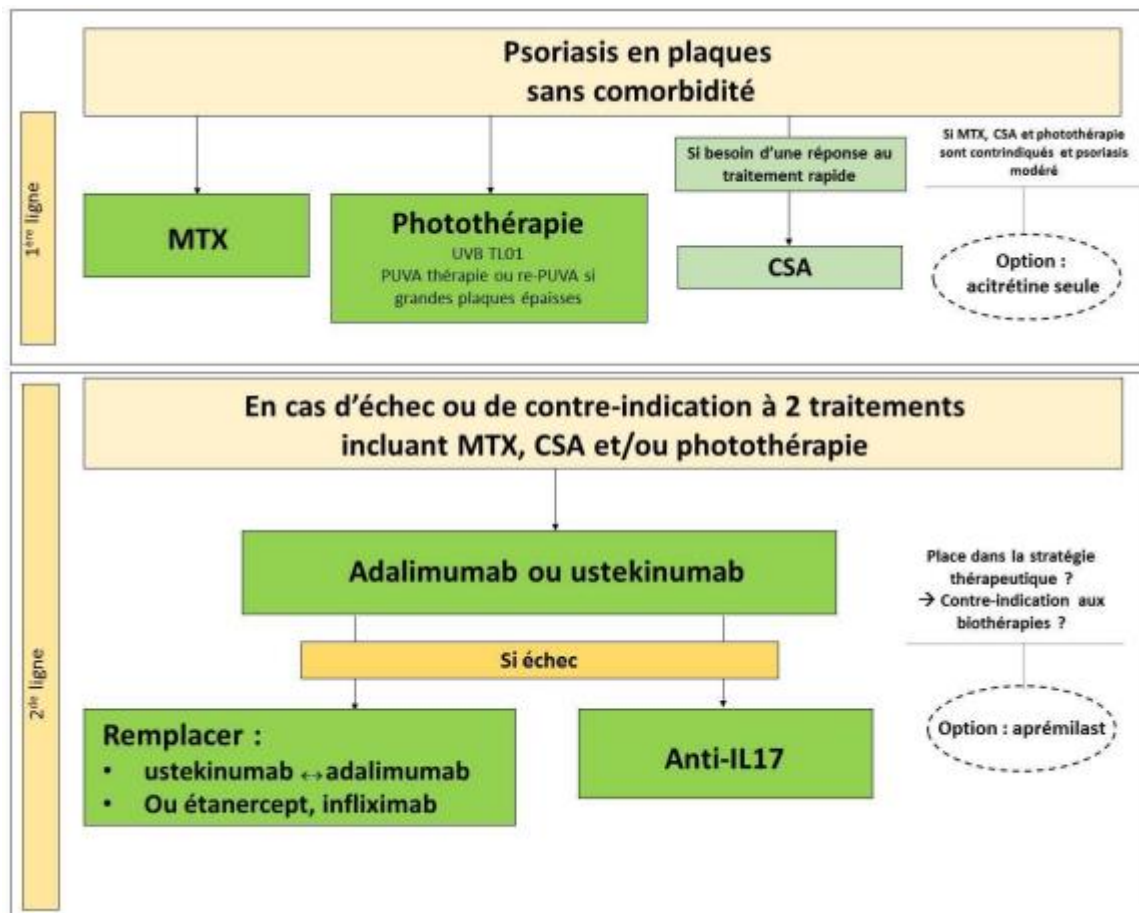 Psoriasis en plaques
sans comorbidité
1ère ligne
MTX
Photothérapie
UVB TL01
PUVA thérapie ou re-PUVA si
grandes plaques épaisses
Si besoin d'une réponse au
traitement rapide
CSA
Si MTX, CSA et photothérapie
sont contrindiqués et psoriasis
modéré
Option :
acitrétine seule
2de ligne
En cas d'échec ou de contre-indication à 2 traitements
incluant MTX, CSA et/ou photothérapie
Adalimumab ou ustekinumab
Si échec
Remplacer :
• ustekinumab ↔ adalimumab
• Ou étanercept, infliximab
Anti-IL17
Place dans la stratégie
thérapeutique ?
→ Contre-indication aux
biothérapies ?
Option : aprémilast